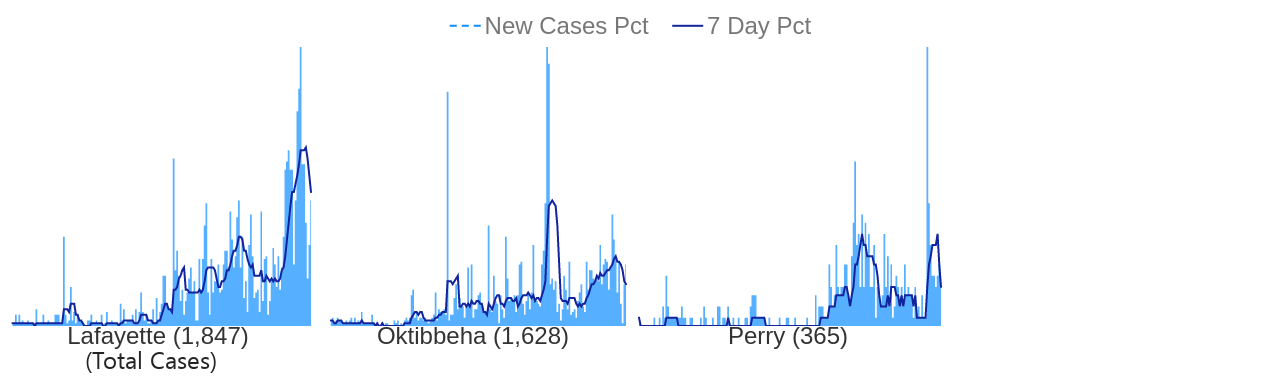 New Cases Pct 7 Day Pct
Lafayette (1,847) Oktibbeha (1,628) Perry (365)
(Total Cases)